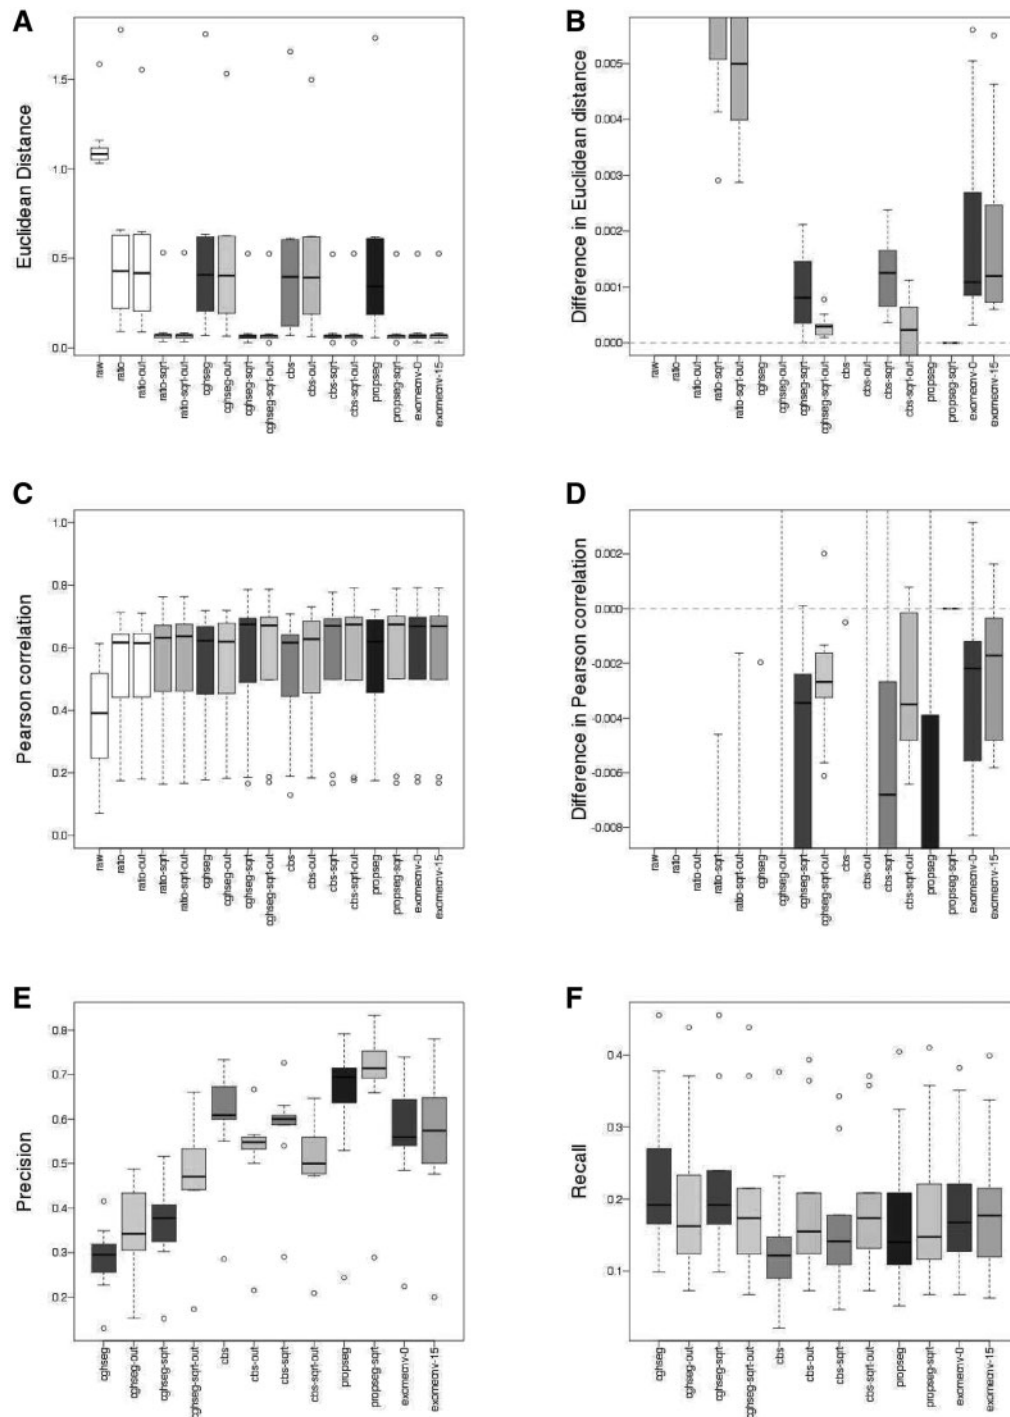 A
Euclidean Distance
1.5
1.0
0.5
0.0
raw
ratio
ratio-out
ratio-sqrt
ratio-sqrt-out
cghseg
cghseg-out
cghseg-sqrt
cghseg-sqrt-out
cbs
cbs-out
cbs-sqrt
cbs-sqrt-out
propseg
propseg-sqrt
exomecnv-0
exomecnv-15
B
Difference in Euclidean distance
0.005
0.004
0.003
0.002
0.001
0.000
raw
ratio
ratio-out
ratio-sqrt
ratio-sqrt-out
cghseg
cghseg-out
cghseg-sqrt
cghseg-sqrt-out
cbs
cbs-out
cbs-sqrt
cbs-sqrt-out
propseg
propseg-sqrt
exomecnv-0
exomecnv-15
C
Pearson correlation
1.0
0.8
0.6
0.4
0.2
0.0
raw
ratio
ratio-out
ratio-sqrt
ratio-sqrt-out
cghseg
cghseg-out
cghseg-sqrt
cghseg-sqrt-out
cbs
cbs-out
cbs-sqrt
cbs-sqrt-out
propseg
propseg-sqrt
exomecnv-0
exomecnv-15
D
Difference in Pearson correlation
0.002
0.000
-0.002
-0.004
-0.006
-0.008
raw
ratio
ratio-out
ratio-sqrt
ratio-sqrt-out
cghseg
cghseg-out
cghseg-sqrt
cghseg-sqrt-out
cbs
cbs-out
cbs-sqrt
cbs-sqrt-out
propseg
propseg-sqrt
exomecnv-0
exomecnv-15
E
Precision
0.8
0.7
0.6
0.5
0.4
0.3
0.2
cghseg
cghseg-out
cghseg-sqrt
cghseg-sqrt-out
cbs
cbs-out
cbs-sqrt
cbs-sqrt-out
propseg
propseg-sqrt
exomecnv-0
exomecnv-15
F
Recall
0.4
0.3
0.2
0.1
cghseg
cghseg-out
cghseg-sqrt
cghseg-sqrt-out
cbs
cbs-out
cbs-sqrt
cbs-sqrt-out
propseg
propseg-sqrt
exomecnv-0
exomecnv-15